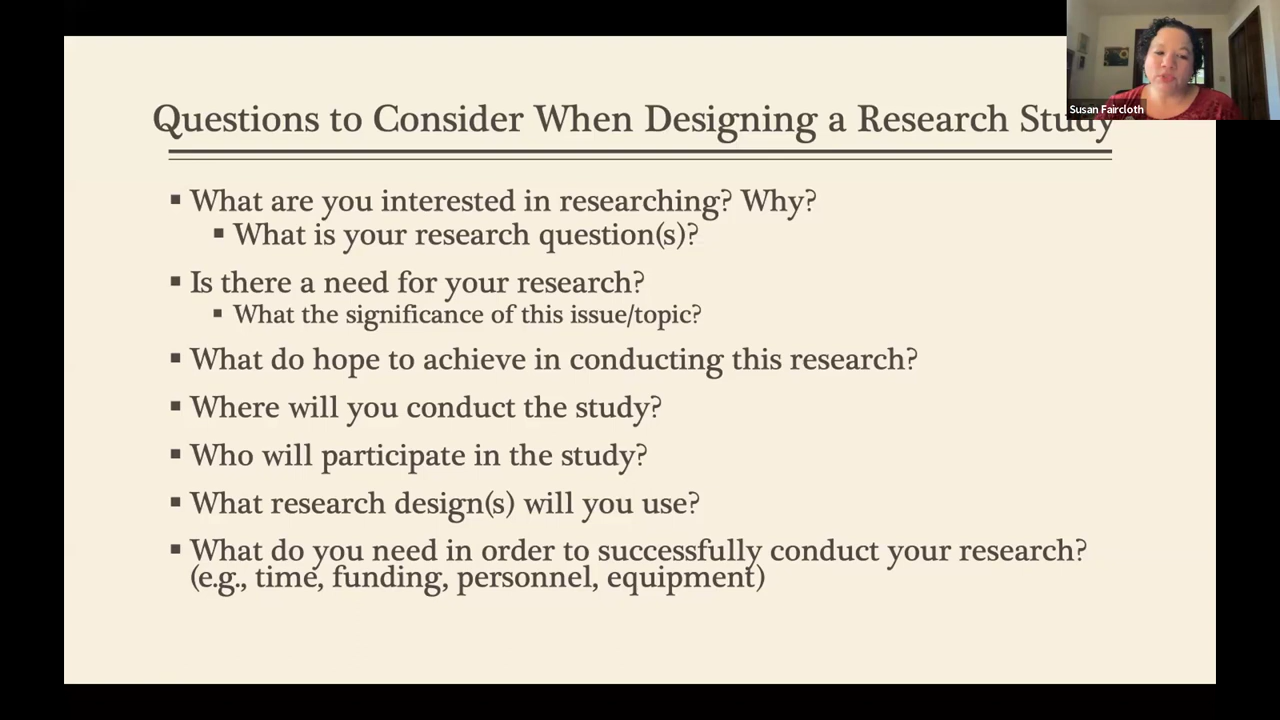 Questions to Consider When Designing a Research Study
Susan Faircloth
▪ What are you interested in researching? Why?
▪ What is your research question(s)?
▪ Is there a need for your research?
▪ What the significance of this issue/topic?
▪ What do hope to achieve in conducting this research?
▪ Where will you conduct the study?
▪ Who will participate in the study?
▪ What research design(s) will you use?
▪ What do you need in order to successfully conduct your research?
(e.g., time, funding, personnel, equipment)